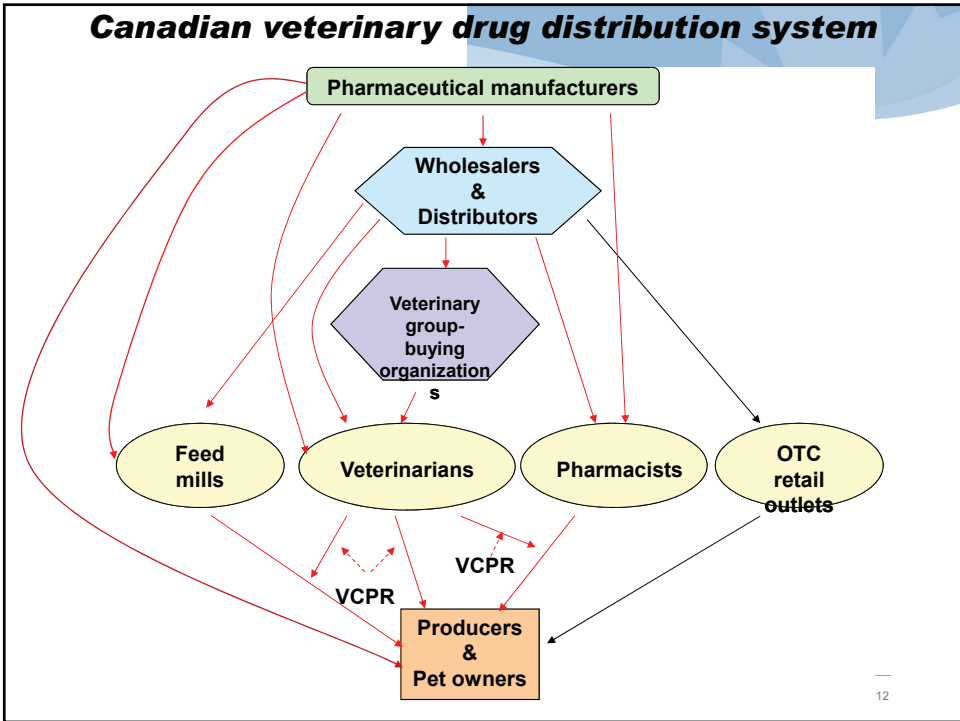 Canadian veterinary drug distribution system
Pharmaceutical manufacturers
Wholesalers
&
Distributors
Veterinary
group-
buying
organization
s
Feed
mills
Veterinarians
Pharmacists
OTC
retail
outlets
VCPR
VCPR
Producers
&
Pet owners
12